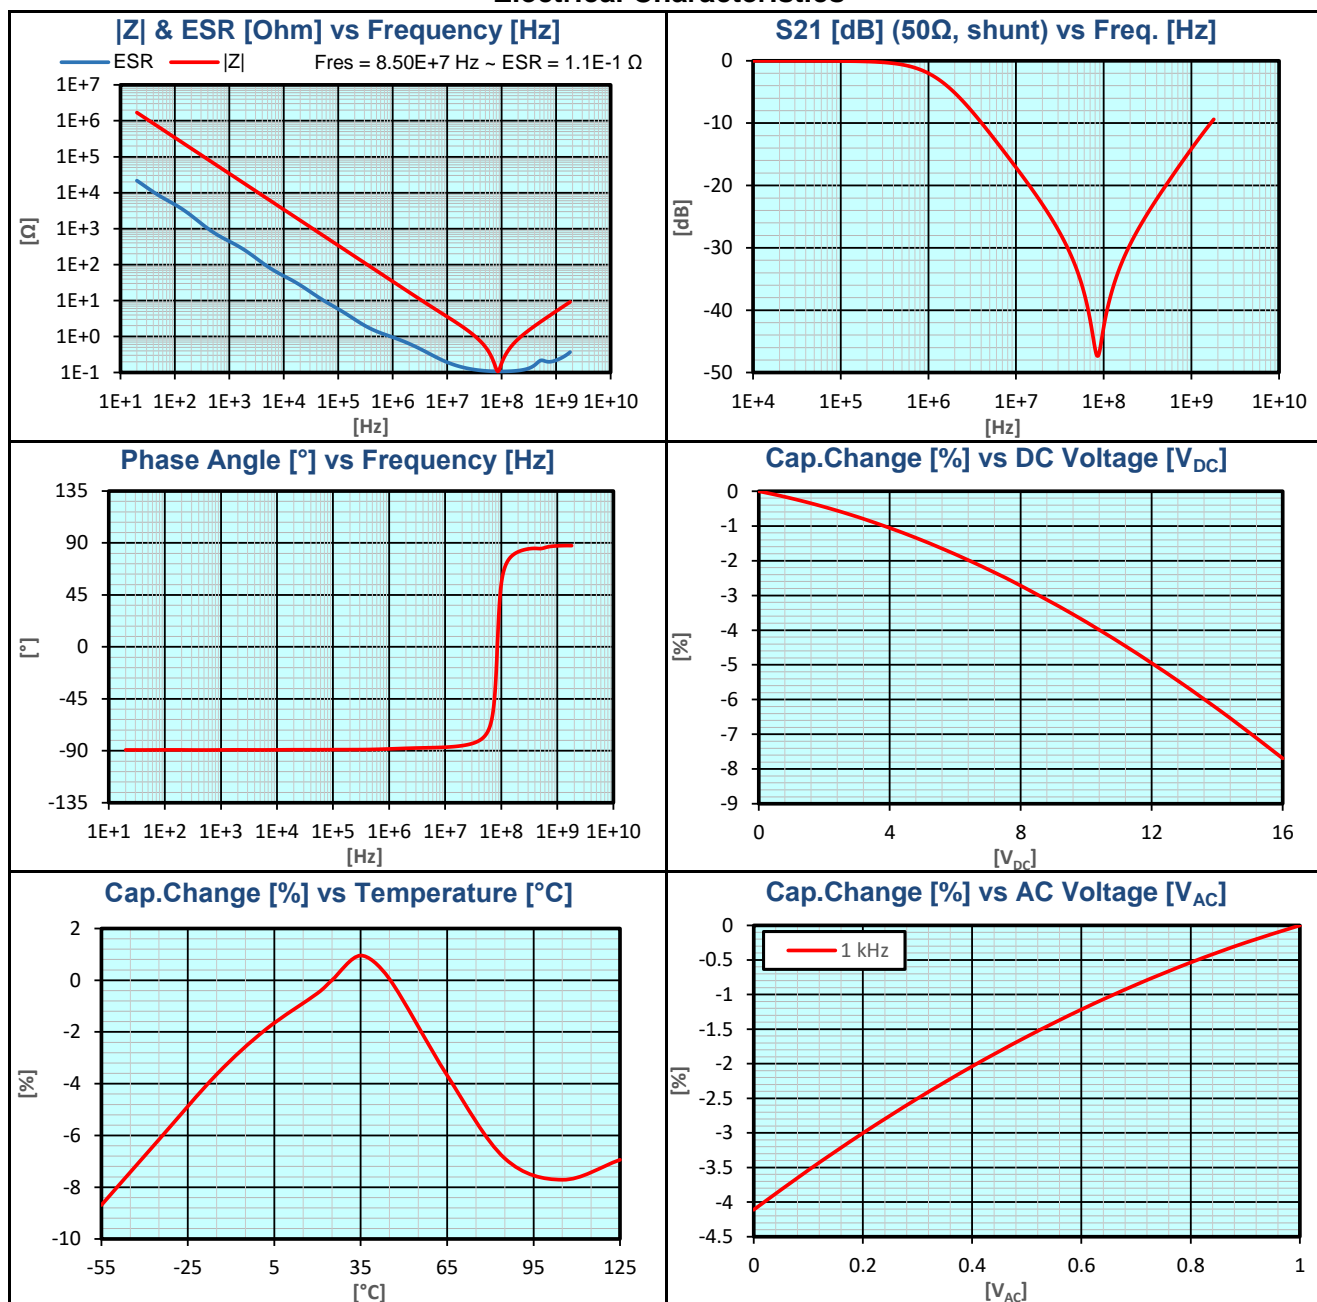 |Z| & ESR [Ohm] vs Frequency [Hz]
ESR |Z| Fres = 8.50E+7 Hz ~ ESR = 1.1E-1 Ω
1E+7
1E+6
1E+5
1E+4
1E+3
1E+2
1E+1
1E+0
1E-1
[Ω]
1E+1 1E+2 1E+3 1E+4 1E+5 1E+6 1E+7 1E+8 1E+9 1E+10
[Hz]
S21 [dB] (50Ω, shunt) vs Freq. [Hz]
0
-10
-20
-30
-40
-50
[dB]
1E+4 1E+5 1E+6 1E+7 1E+8 1E+9 1E+10
[Hz]
Phase Angle [°] vs Frequency [Hz]
135
90
45
0
-45
-90
-135
[°]
1E+1 1E+2 1E+3 1E+4 1E+5 1E+6 1E+7 1E+8 1E+9 1E+10
[Hz]
Cap.Change [%] vs DC Voltage [VDC]
0
-1
-2
-3
-4
-5
-6
-7
-8
-9
[%]
0 4 8 12 16
[VDC]
Cap.Change [%] vs Temperature [°C]
2
0
-2
-4
-6
-8
-10
[%]
-55 -25 5 35 65 95 125
[°C]
Cap.Change [%] vs AC Voltage [VAC]
1 kHz
0
-0.5
-1
-1.5
-2
-2.5
-3
-3.5
-4
-4.5
[%]
0 0.2 0.4 0.6 0.8 1
[VAC]